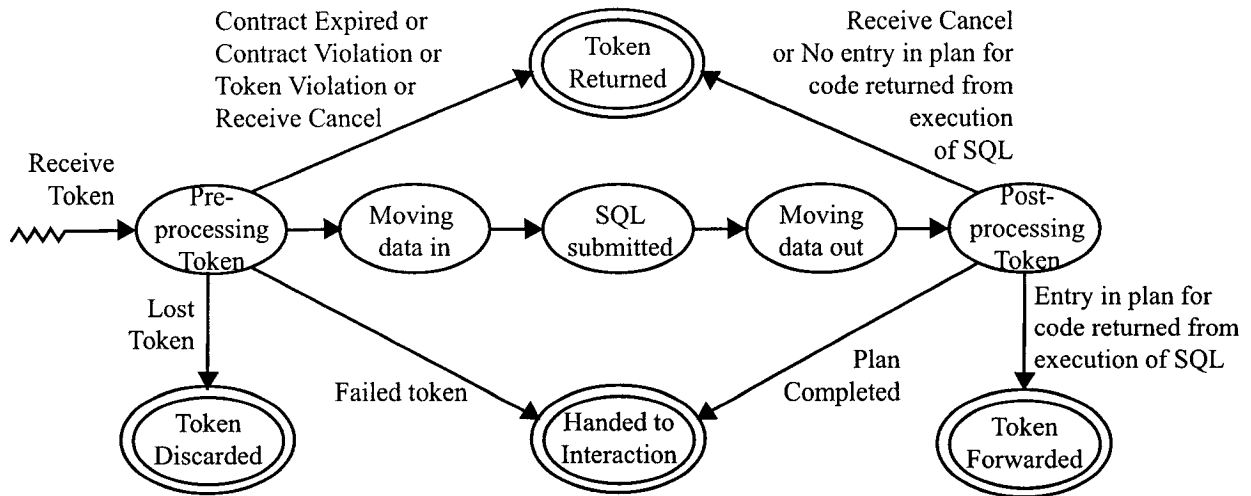 Contract Expired or
Contract Violation or
Token Violation or
Receive Cancel
Token
Returned
Receive Cancel
or No entry in plan for
code returned from
execution
of SQL
Receive
Token
Pre-
processing
Token
Moving
data in
SQL
submitted
Moving
data out
Post-
processing
Token
Lost
Token
Failed token
Plan
Completed
Entry in plan for
code returned from
execution of SQL
Token
Discarded
Handed to
Interaction
Token
Forwarded